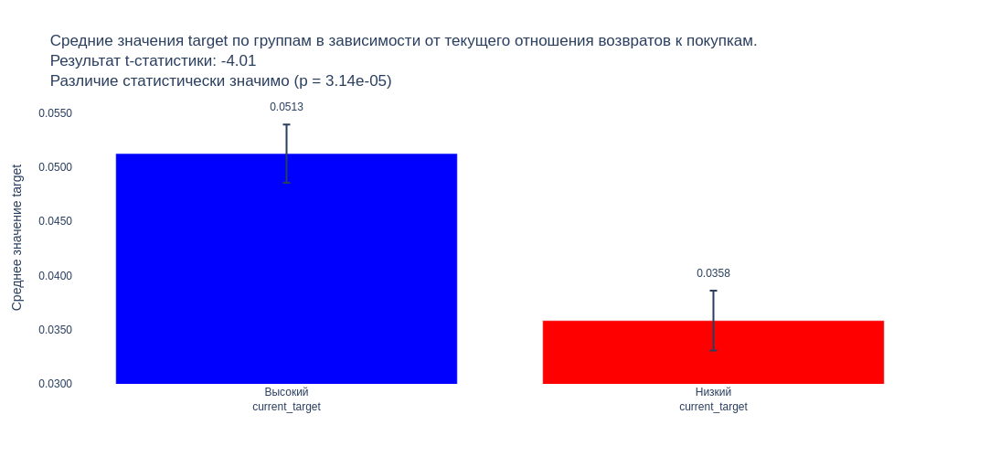 Средние значения target по группам в зависимости от текущего отношения возвратов к покупкам.
Результат t-статистики: -4.01
Различие статистически значимо (p = 3.14e-05)
Среднее значение target
0.0550
0.0500
0.0450
0.0400
0.0350
0.0300
0.0513
0.0358
Высокий
current_target
Низкий
current_target